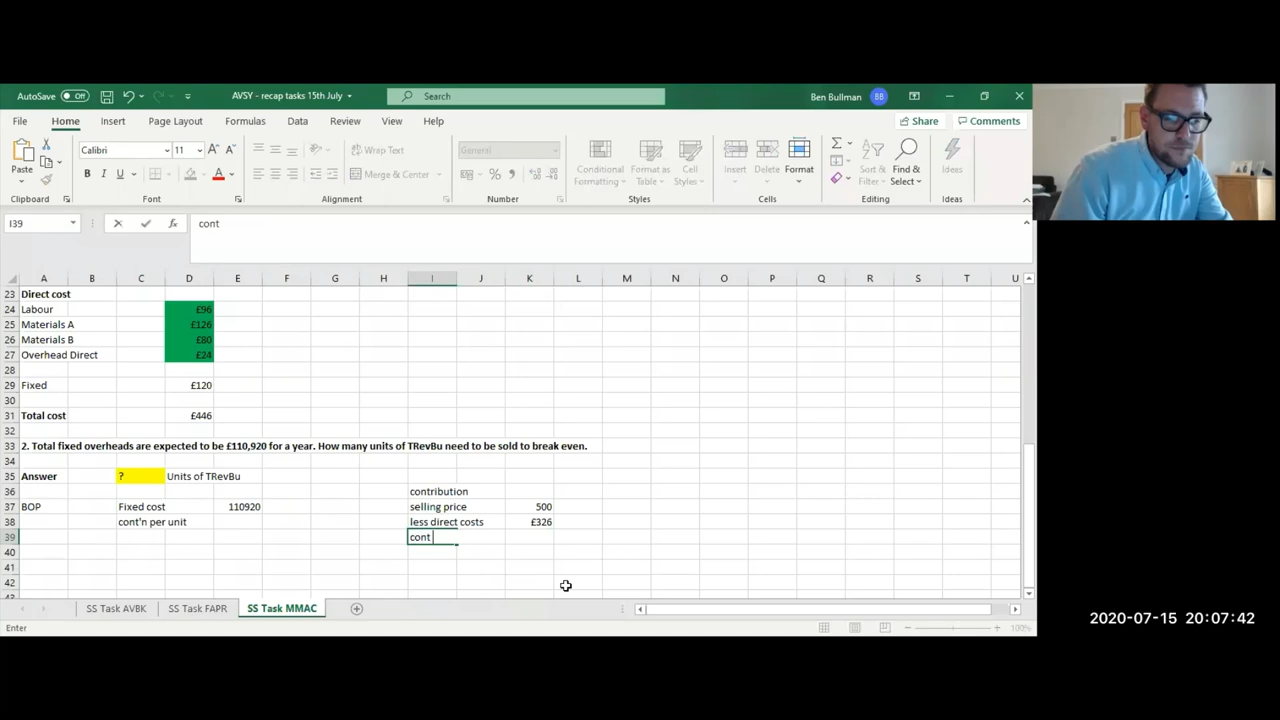 AutoSave Off AVSY - recap tasks 15th July Search Ben Bullman BB
File Home Insert Page Layout Formulas Data Review View Help Share Comments
Paste Calibri 11 A A Wrap Text General Conditional Formatting Format as Table Cell Styles Insert Delete Format Sort & Filter Find & Select Ideas
B I U A Merge & Center % ,
Clipboard Font Alignment Number Styles Cells Editing Ideas
I39 fx cont
A B C D E F G H I J K L M N O P Q R S T U
23 Direct cost
24 Labour £96
25 Materials A £126
26 Materials B £80
27 Overhead Direct £24
28
29 Fixed £120
30
31 Total cost £446
32
33 2. Total fixed overheads are expected to be £110,920 for a year. How many units of TRevBu need to be sold to break even.
34
35 Answer ? Units of TRevBu
36 contribution
37 BOP Fixed cost 110920 selling price 500
38 cont'n per unit less direct costs £326
39 cont
40
41
42
43
SS Task AVBK SS Task FAPR SS Task MMAC
Enter 100%
2020-07-15 20:07:42